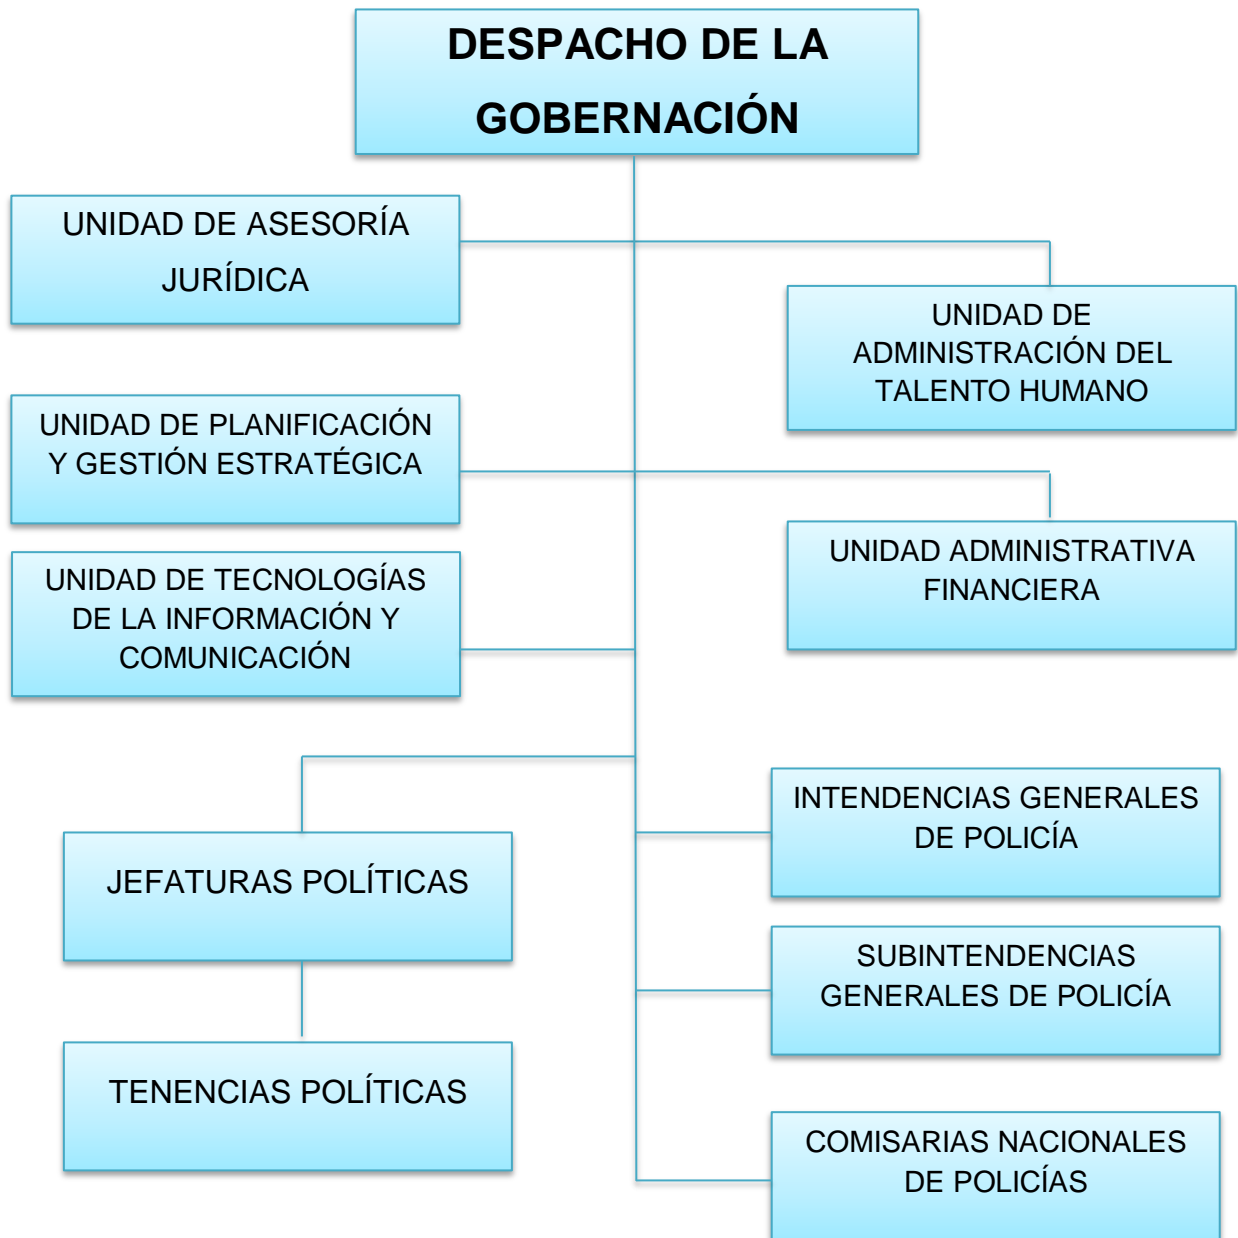 DESPACHO DE LA
GOBERNACIÓN
UNIDAD DE ASESORÍA
JURÍDICA
UNIDAD DE
ADMINISTRACIÓN DEL
TALENTO HUMANO
UNIDAD DE PLANIFICACIÓN
Y GESTIÓN ESTRATÉGICA
UNIDAD ADMINISTRATIVA
FINANCIERA
UNIDAD DE TECNOLOGÍAS
DE LA INFORMACIÓN Y
COMUNICACIÓN
INTENDENCIAS GENERALES
DE POLICÍA
JEFATURAS POLÍTICAS
SUBINTENDENCIAS
GENERALES DE POLICÍA
TENENCIAS POLÍTICAS
COMISARIAS NACIONALES
DE POLICÍAS